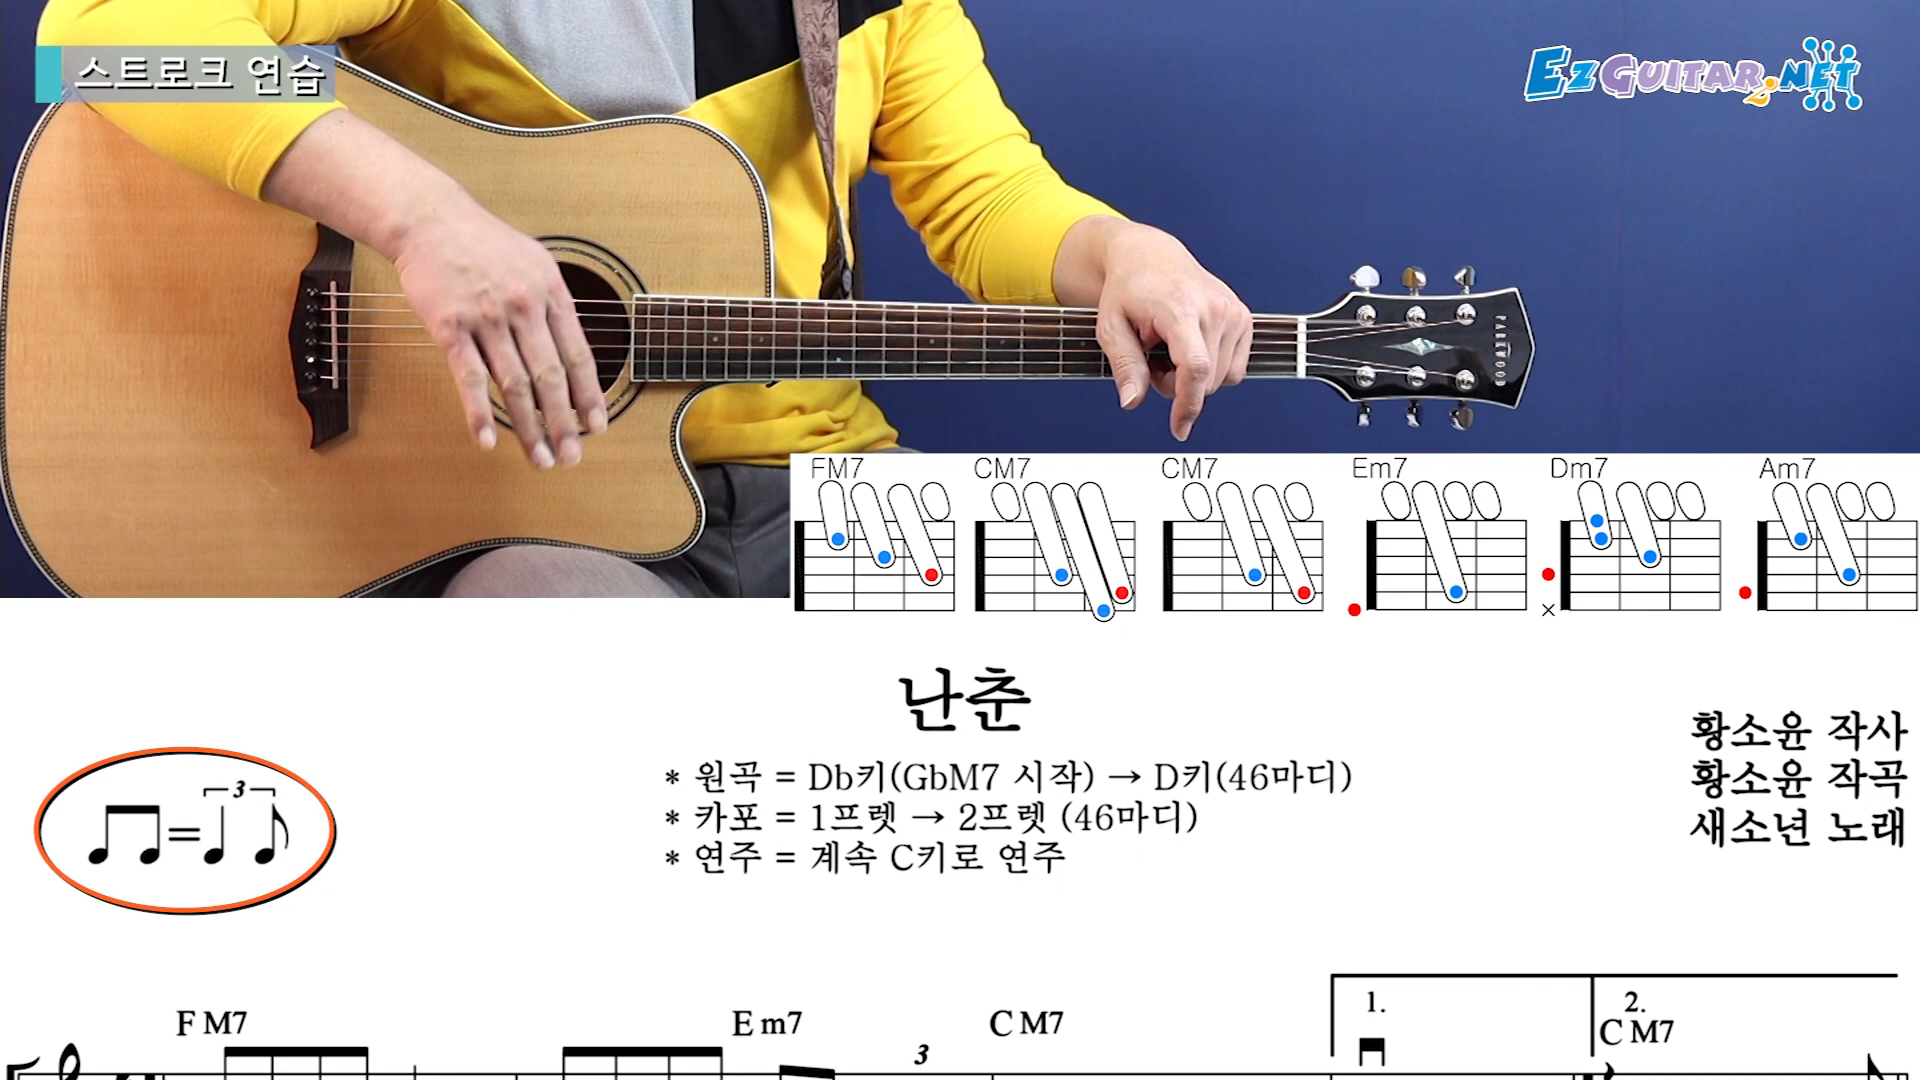 스트로크 연습
EZGUITAR2.NET
PARKWOOD
FM7 CM7 CM7 Em7 Dm7 Am7
×
난춘
* 원곡 = Db키(GbM7 시작) → D키(46마디)
* 카포 = 1프렛 → 2프렛 (46마디)
* 연주 = 계속 C키로 연주
황소윤 작사
황소윤 작곡
새소년 노래
3
=
1. 2.
F M7 E m7 C M7 C M7
3